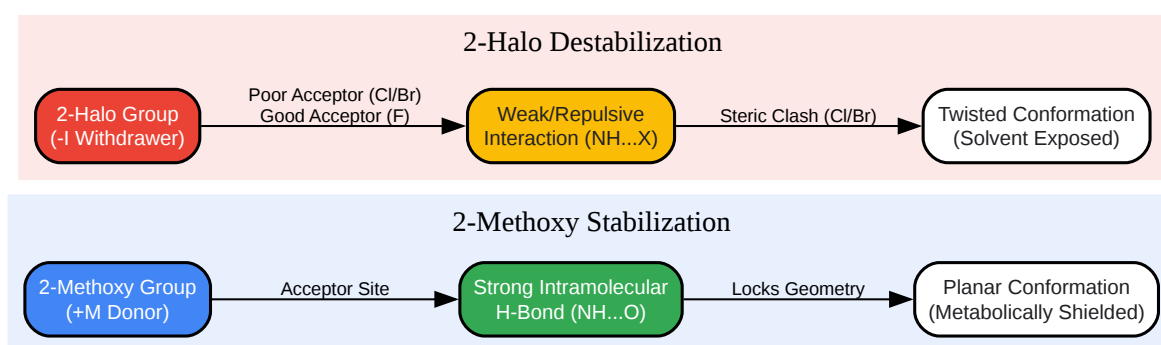 2-Halo Destabilization
2-Halo Group
(-I Withdrawer)
Poor Acceptor (Cl/Br)
Good Acceptor (F)
Weak/Repulsive
Interaction (NH...X)
Steric Clash (Cl/Br)
Twisted Conformation
(Solvent Exposed)
2-Methoxy Stabilization
2-Methoxy Group
(+M Donor)
Acceptor Site
Strong Intramolecular
H-Bond (NH...O)
Locks Geometry
Planar Conformation
(Metabolically Shielded)